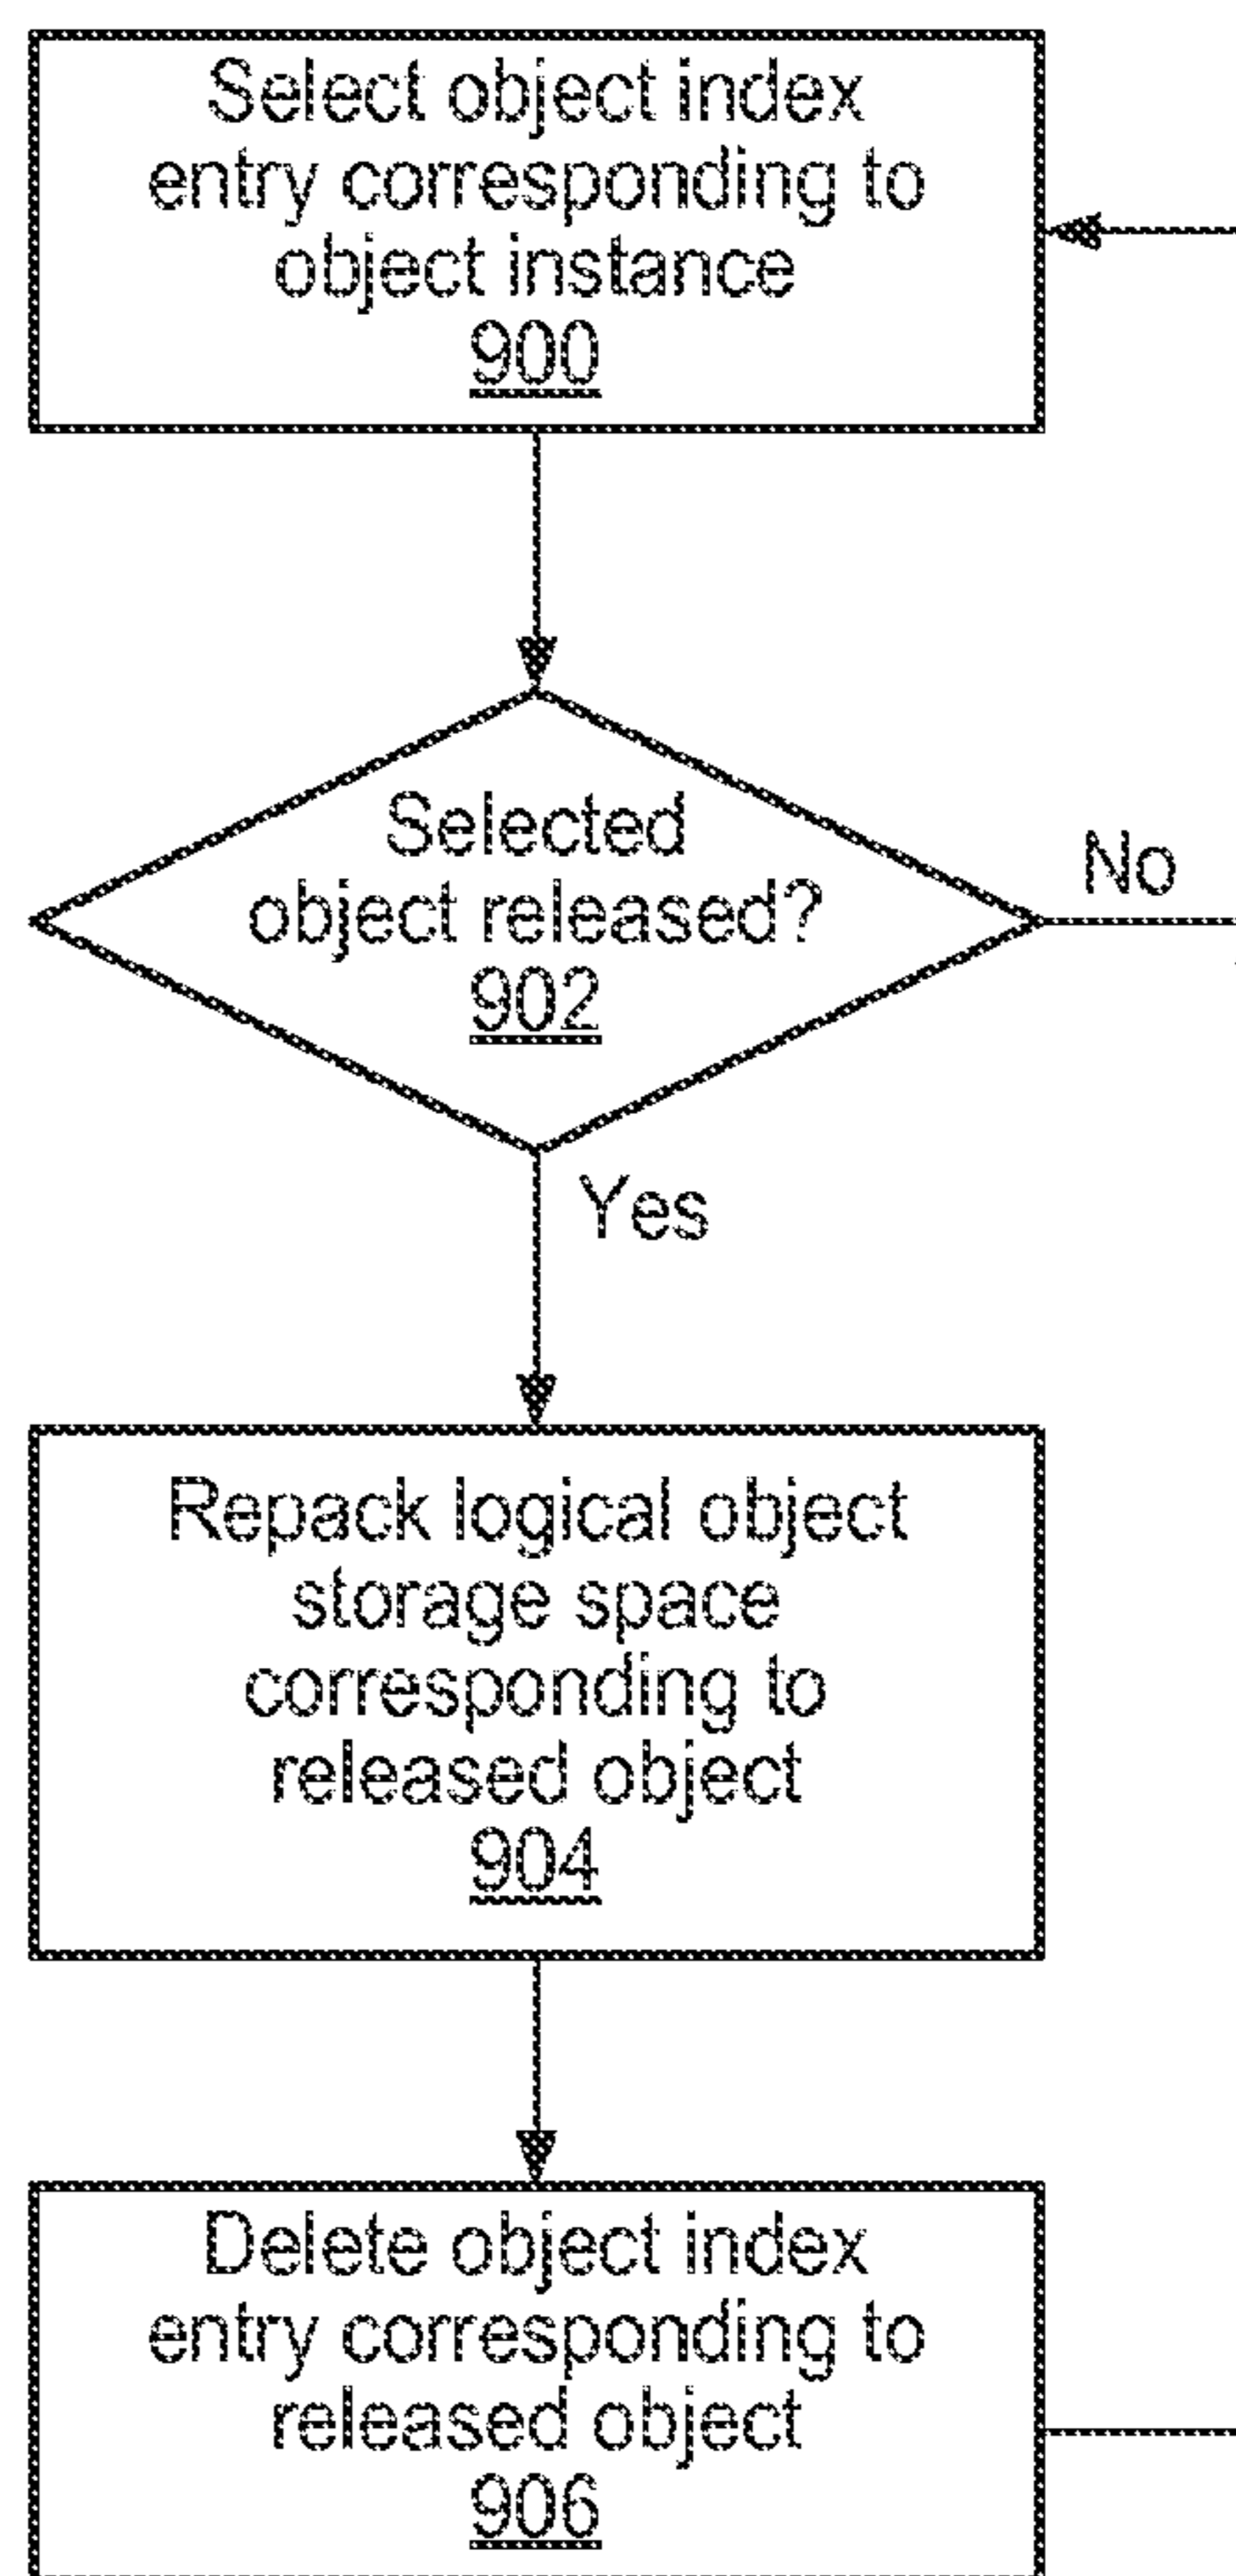 Select object index
entry corresponding to
object instance
900
Selected
object released?
902
No
Yes
Repack logical object
storage space
corresponding to
released object
904
Delete object index
entry corresponding to
released object
906